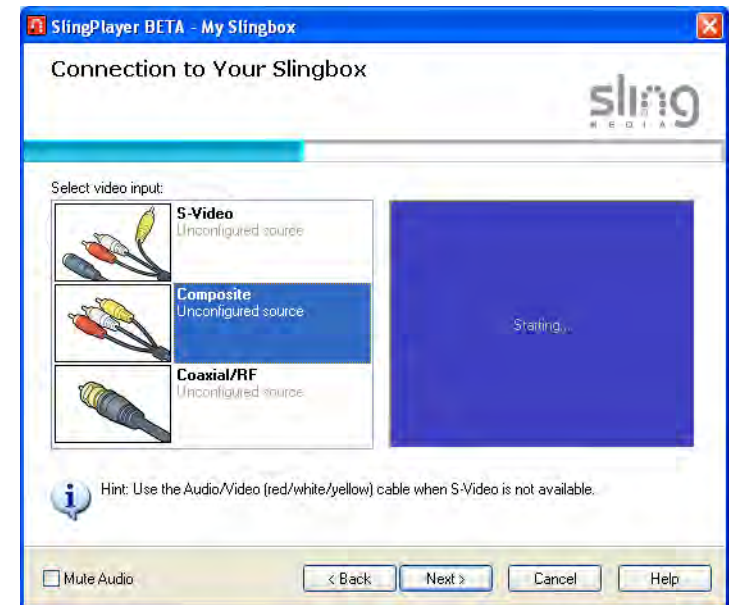 SlingPlayer BETA - My Slingbox
Connection to Your Slingbox
sling
MEDIA
Select video input:
S-Video
Unconfigured source
Composite
Unconfigured source
Starting...
Coaxial/RF
Unconfigured source
Hint: Use the Audio/Video (red/white/yellow) cable when S-Video is not available.
Mute Audio
< Back
Next >
Cancel
Help